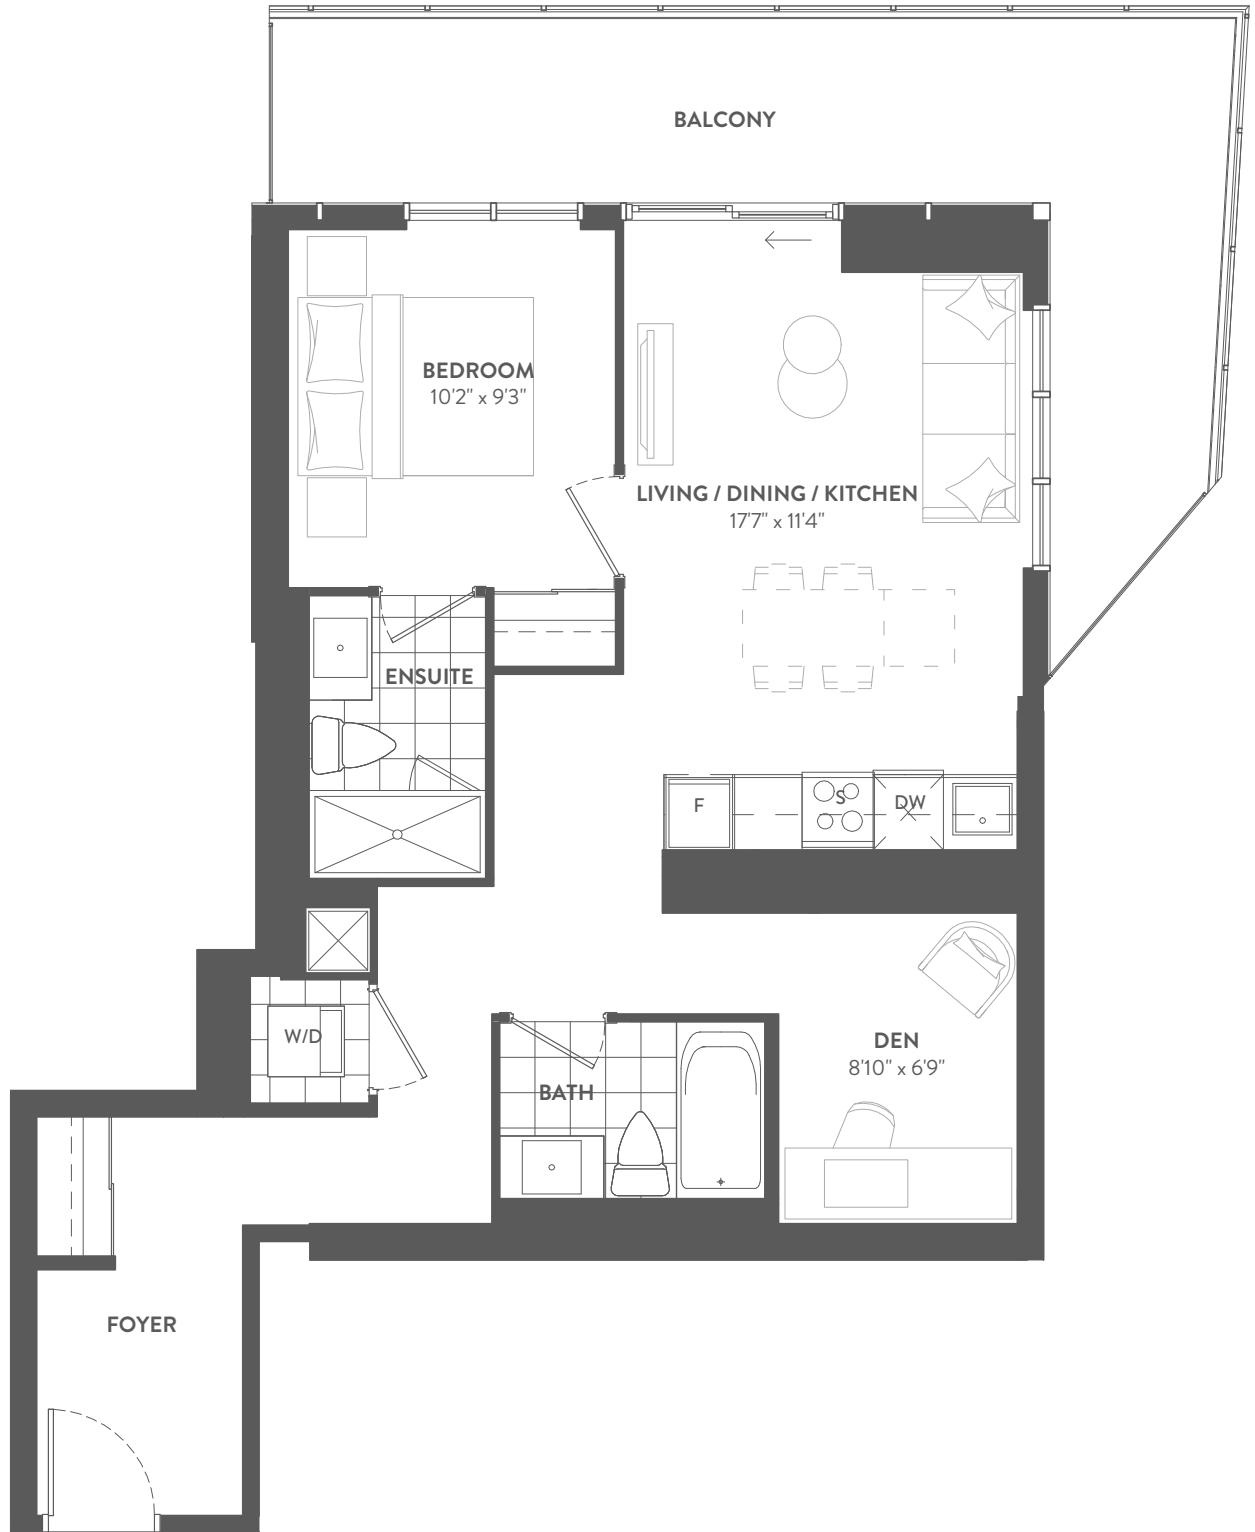 BALCONY
BEDROOM
10'2" x 9'3"
LIVING / DINING / KITCHEN
17'7" x 11'4"
ENSUITE
F
S
DW
W/D
DEN
8'10" x 6'9"
BATH
FOYER